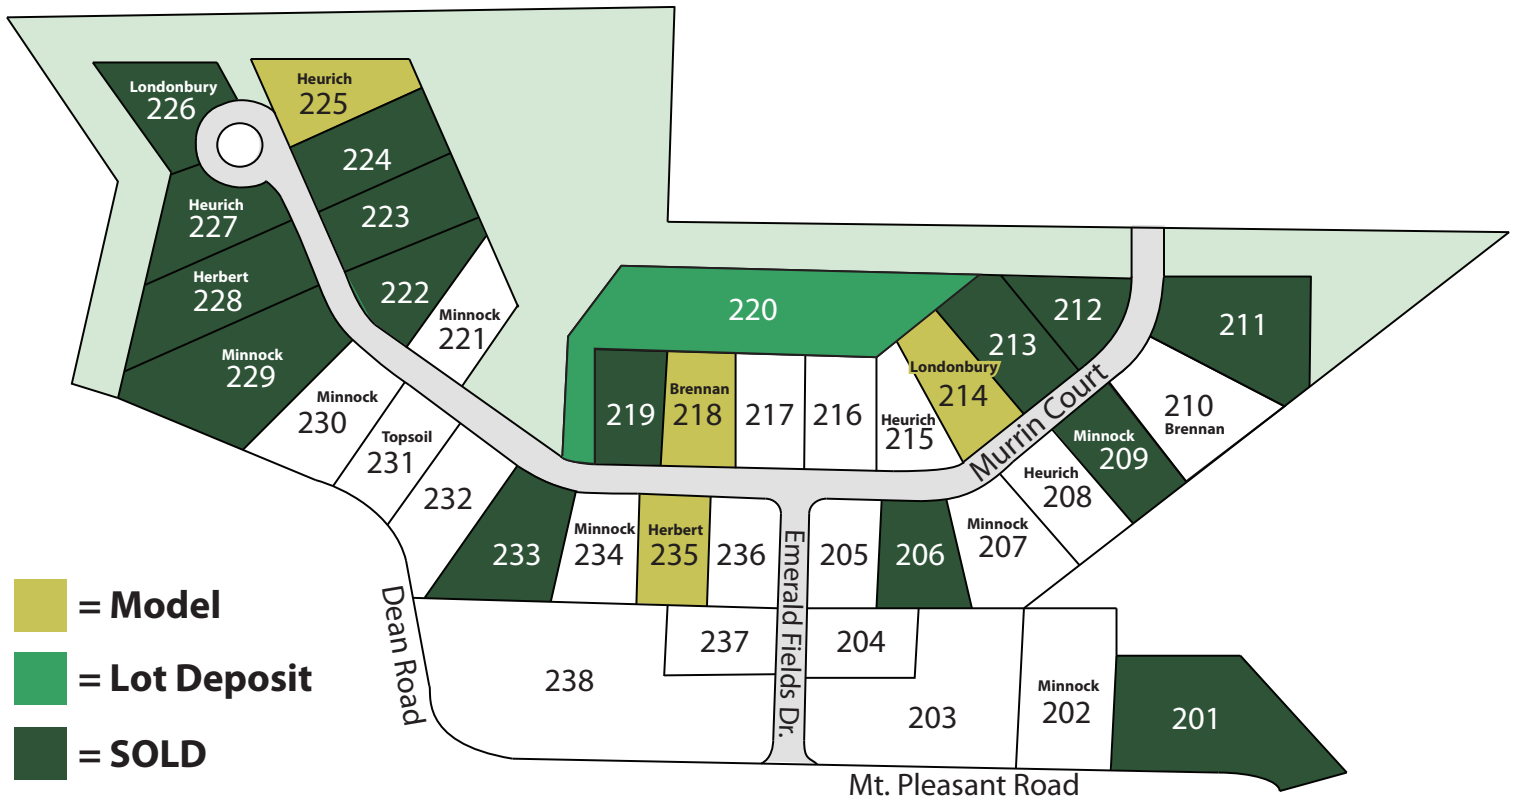 Londonbury
226
Heurich
225
224
Heurich
227
223
Herbert
228
222
Minnock
221
Minnock
229
Minnock
230
Topsoil
231
232
233
220
219
Brennan
218
217
216
Heurich
215
Londonbury
214
213
212
211
210
Brennan
Minnock
209
Heurich
208
Minnock
207
206
205
Murrin Court
Minnock
234
Herbert
235
236
Emerald Fields Dr.
237
204
238
203
Minnock
202
201
Dean Road
Mt. Pleasant Road
= Model
= Lot Deposit
= SOLD